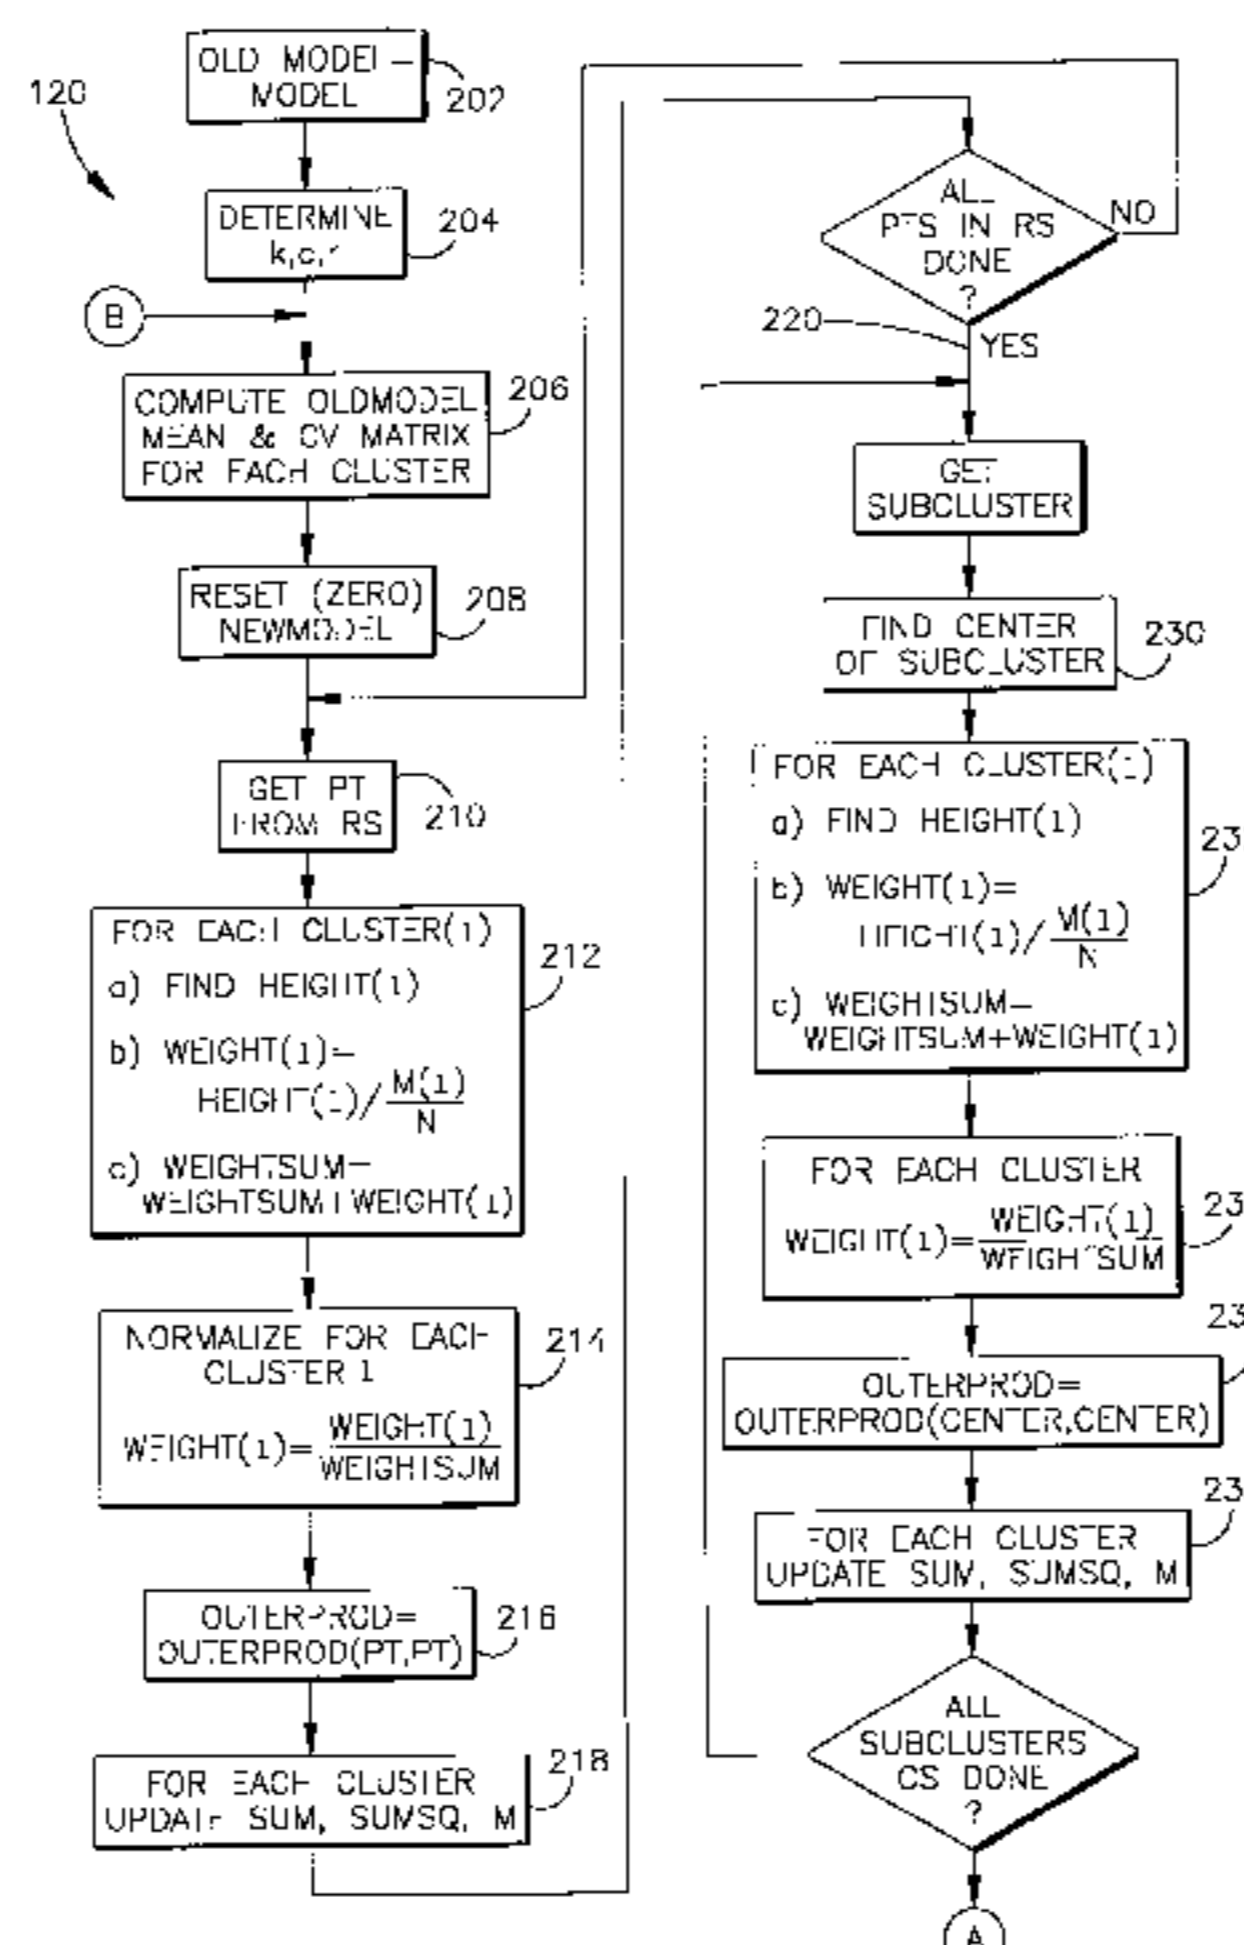 120
OLD MODEL =
MODEL
202
DETERMINE
k,c,r
204
B
COMPUTE OLDMODEL
MEAN & CV MATRIX
FOR EACH CLUSTER
206
RESET (ZERO)
NEWMODEL
208
GET PT
FROM RS
210
FOR EACH CLUSTER(1)
a) FIND HEIGHT(1)
b) WEIGHT(1)=
HEIGHT(1)/ M(1)
N
c) WEIGHTSUM=
WEIGHTSUM+WEIGHT(1)
212
NORMALIZE FOR EACH
CLUSTER 1
WEIGHT(1)= WEIGHT(1)
WEIGHTSUM
214
OUTERPROD=
OUTERPROD(PT,PT)
216
FOR EACH CLUSTER
UPDATE SUM, SUMSQ, M
218
ALL
PTS IN RS
DONE
?
NO
220
YES
GET
SUBCLUSTER
FIND CENTER
OF SUBCLUSTER
230
FOR EACH CLUSTER(1)
a) FIND HEIGHT(1)
b) WEIGHT(1)=
HEIGHT(1)/ M(1)
N
c) WEIGHTSUM=
WEIGHTSUM+WEIGHT(1)
23
FOR EACH CLUSTER
WEIGHT(1)= WEIGHT(1)
WEIGHTSUM
23
OUTERPROD=
OUTERPROD(CENTER,CENTER)
23
FOR EACH CLUSTER
UPDATE SUM, SUMSQ, M
23
ALL
SUBCLUSTERS
CS DONE
?
A